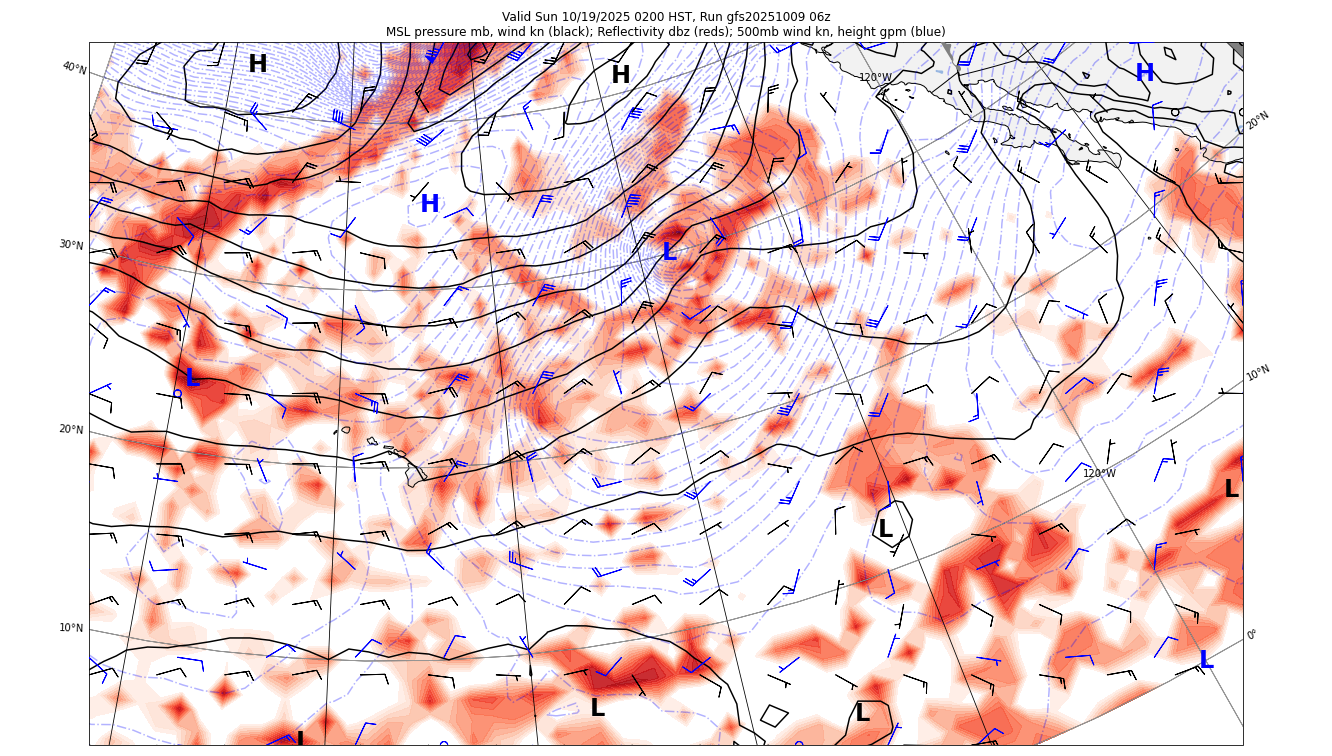 Valid Sun 10/19/2025 0200 HST, Run gfs20251009 06z
MSL pressure mb, wind kn (black); Reflectivity dbz (reds); 500mb wind kn, height gpm (blue)
H
H
H
40°N
120°W
20°N
H
30°N
L
L
10°N
20°N
120°W
L
L
10°N
0°
L
L
L
L